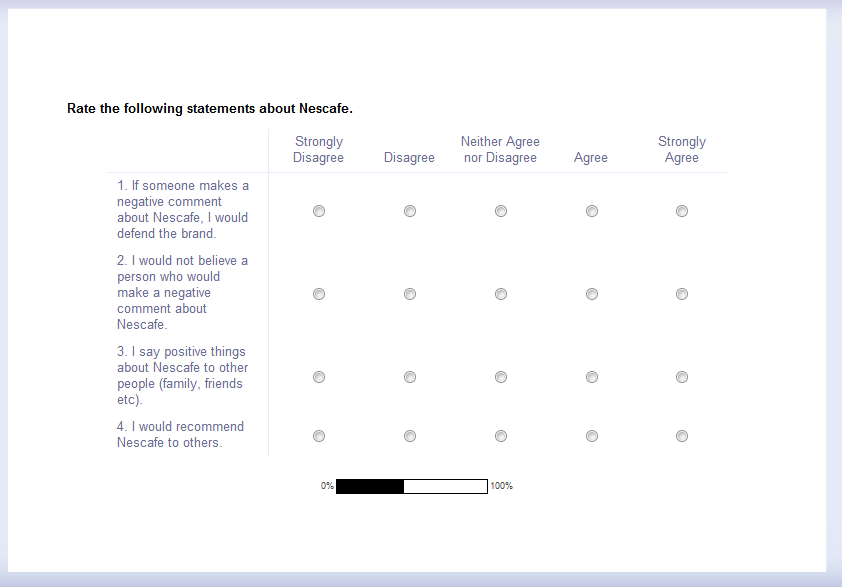 Rate the following statements about Nescafe.
Strongly Disagree
Disagree
Neither Agree nor Disagree
Agree
Strongly Agree
1. If someone makes a
negative comment
about Nescafe, I would
defend the brand.
2. I would not believe a
person who would
make a negative
comment about
Nescafe.
3. I say positive things
about Nescafe to other
people (family, friends
etc).
4. I would recommend
Nescafe to others.
0% 100%